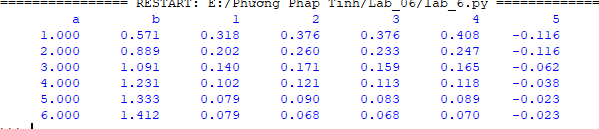 ================ RESTART: E:/Phương Pháp Tính/Lab_06/lab_6.py =============
a b 1 2 3 4 5
1.000 0.571 0.318 0.376 0.376 0.408 -0.116
2.000 0.889 0.202 0.260 0.233 0.247 -0.116
3.000 1.091 0.140 0.171 0.159 0.165 -0.062
4.000 1.231 0.102 0.121 0.113 0.118 -0.038
5.000 1.333 0.079 0.090 0.083 0.089 -0.023
6.000 1.412 0.079 0.068 0.068 0.070 -0.023